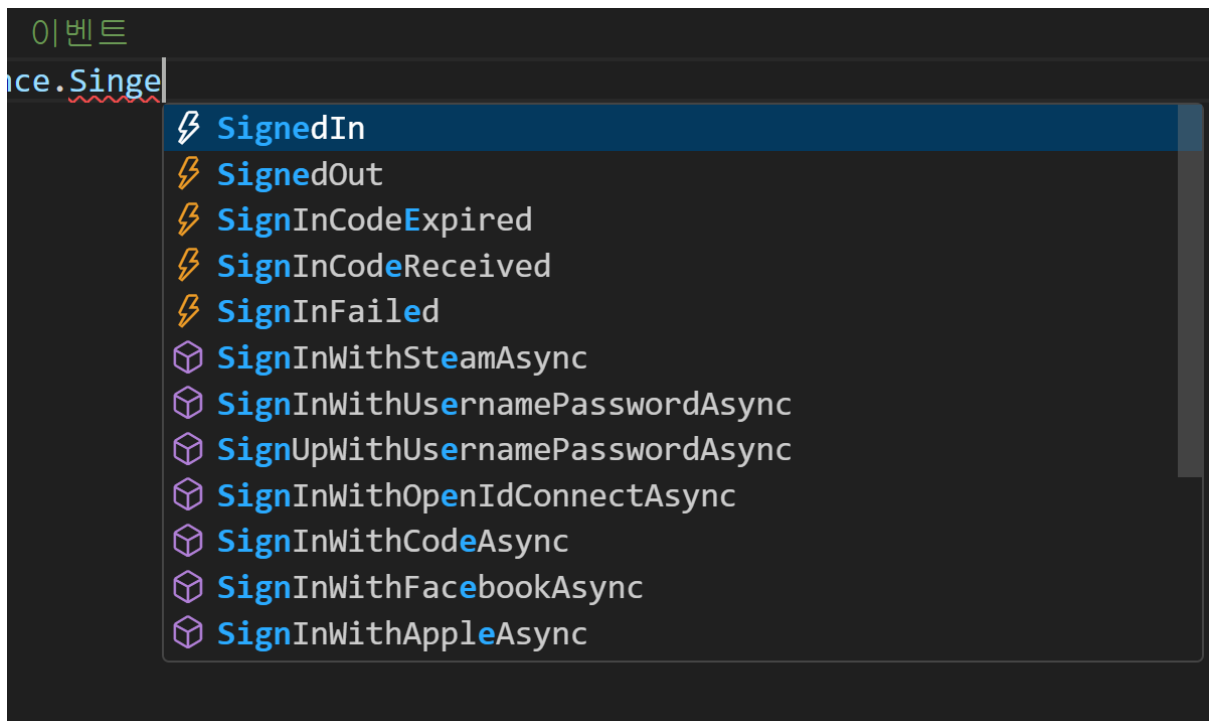 이벤트
nce.Singe
SignedIn
SignedOut
SignInCodeExpired
SignInCodeReceived
SignInFailed
SignInWithSteamAsync
SignInWithUsernamePasswordAsync
SignUpWithUsernamePasswordAsync
SignInWithOpenIdConnectAsync
SignInWithCodeAsync
SignInWithFacebookAsync
SignInWithAppleAsync